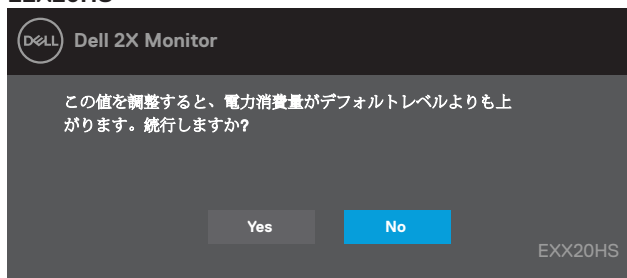 DELL Dell 2X Monitor
この値を調整すると、電力消費量がデフォルトレベルよりも上
がります。続行しますか?
Yes No
EXX20HS